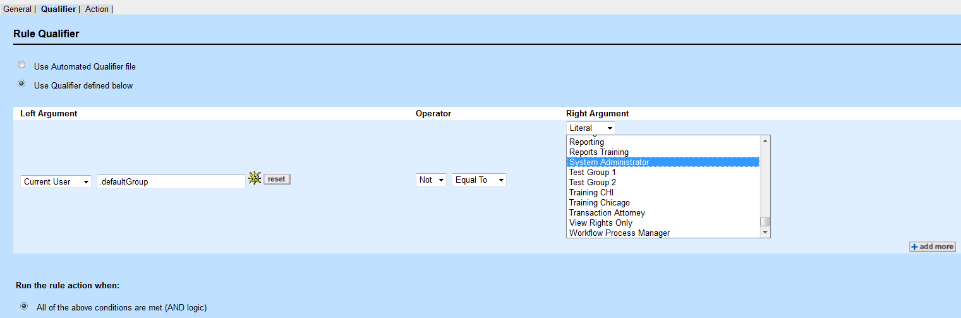 General | Qualifier | Action |
Rule Qualifier
Use Automated Qualifier file
Use Qualifier defined below
Left Argument Operator Right Argument
Literal
Reporting
Reports Training
System Administrator
Current User .defaultGroup reset Not Equal To
Test Group 1
Test Group 2
Training CHI
Training Chicago
Transaction Attorney
View Rights Only
Workflow Process Manager
+ add more
Run the rule action when:
All of the above conditions are met (AND logic)